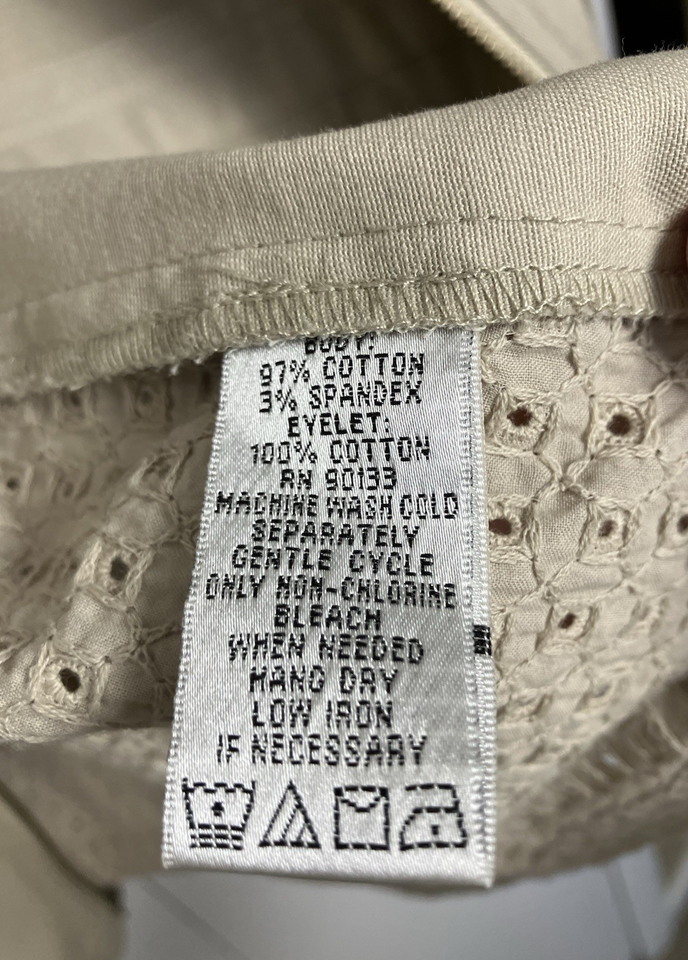 BODY:
97% COTTON
3% SPANDEX
EYELET:
100% COTTON
RN 90133
MACHINE WASH COLD
SEPARATELY
GENTLE CYCLE
ONLY NON-CHLORINE
BLEACH
WHEN NEEDED
HANG DRY
LOW IRON
IF NECESSARY